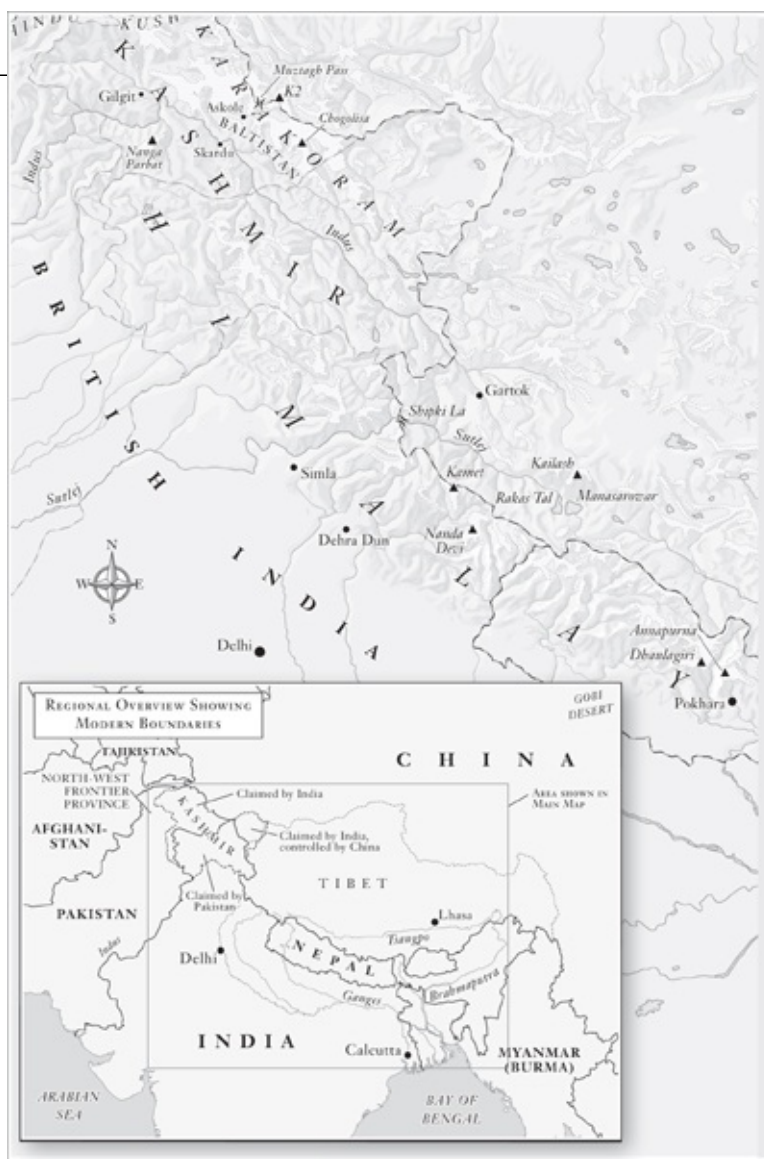 HINDU KUSH
KARAKORAM
KASHMIR
Muztagh Pass
K2
Gilgit
Askole
Chogolisa
BALTISTAN
Nanga
Parbat
Skardu
Indus
Indus
HIMALAY
BRITISH
INDIA
Gartok
Shipki La
Sutlej
Kailash
Kamet
Simla
Rakas Tal
Manasarowar
Sutlej
Dehra Dun
Nanda
Devi
N
W
E
S
Delhi
Annapurna
Dhaulagiri
Pokhara
REGIONAL OVERVIEW SHOWING
MODERN BOUNDARIES
GOBI
DESERT
TAJIKISTAN
CHINA
NORTH-WEST
FRONTIER
PROVINCE
Claimed by India
AREA SHOWN IN
MAIN MAP
KASHMIR
AFGHANI-
STAN
Claimed by India,
controlled by China
TIBET
Claimed by
Pakistan
PAKISTAN
Lhasa
Indus
Delhi
NEPAL
Tsangpo
Brahmaputra
Ganges
INDIA
Calcutta
MYANMAR
(BURMA)
ARABIAN
SEA
BAY OF
BENGAL